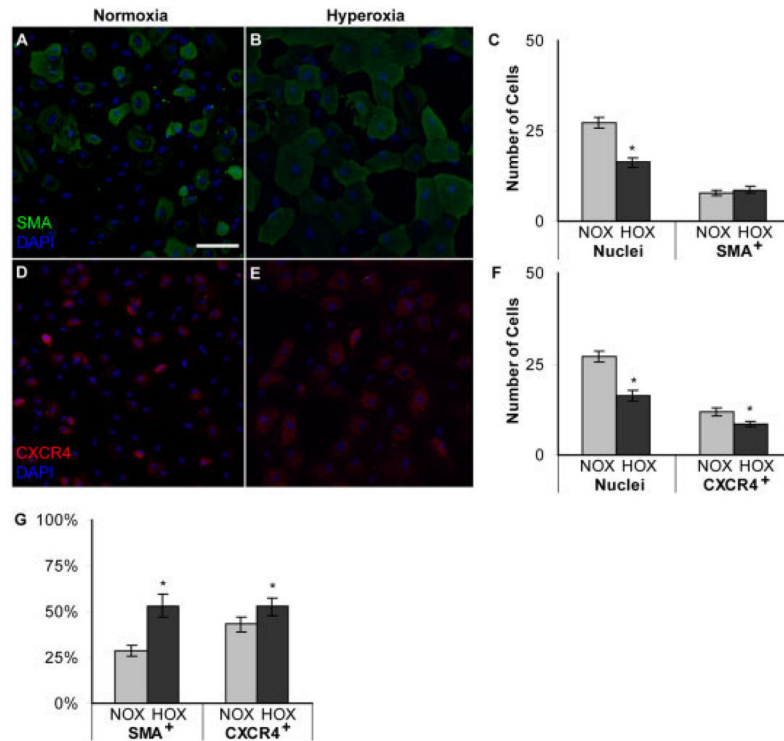 Normoxia Hyperoxia
A
B
SMA
DAPI
C
50
25
0
Number of Cells
NOX HOX NOX HOX
Nuclei SMA+
D
E
CXCR4
DAPI
F
50
25
0
Number of Cells
NOX HOX NOX HOX
Nuclei CXCR4+
G
100%
75%
50%
25%
0%
NOX HOX NOX HOX
SMA+ CXCR4+